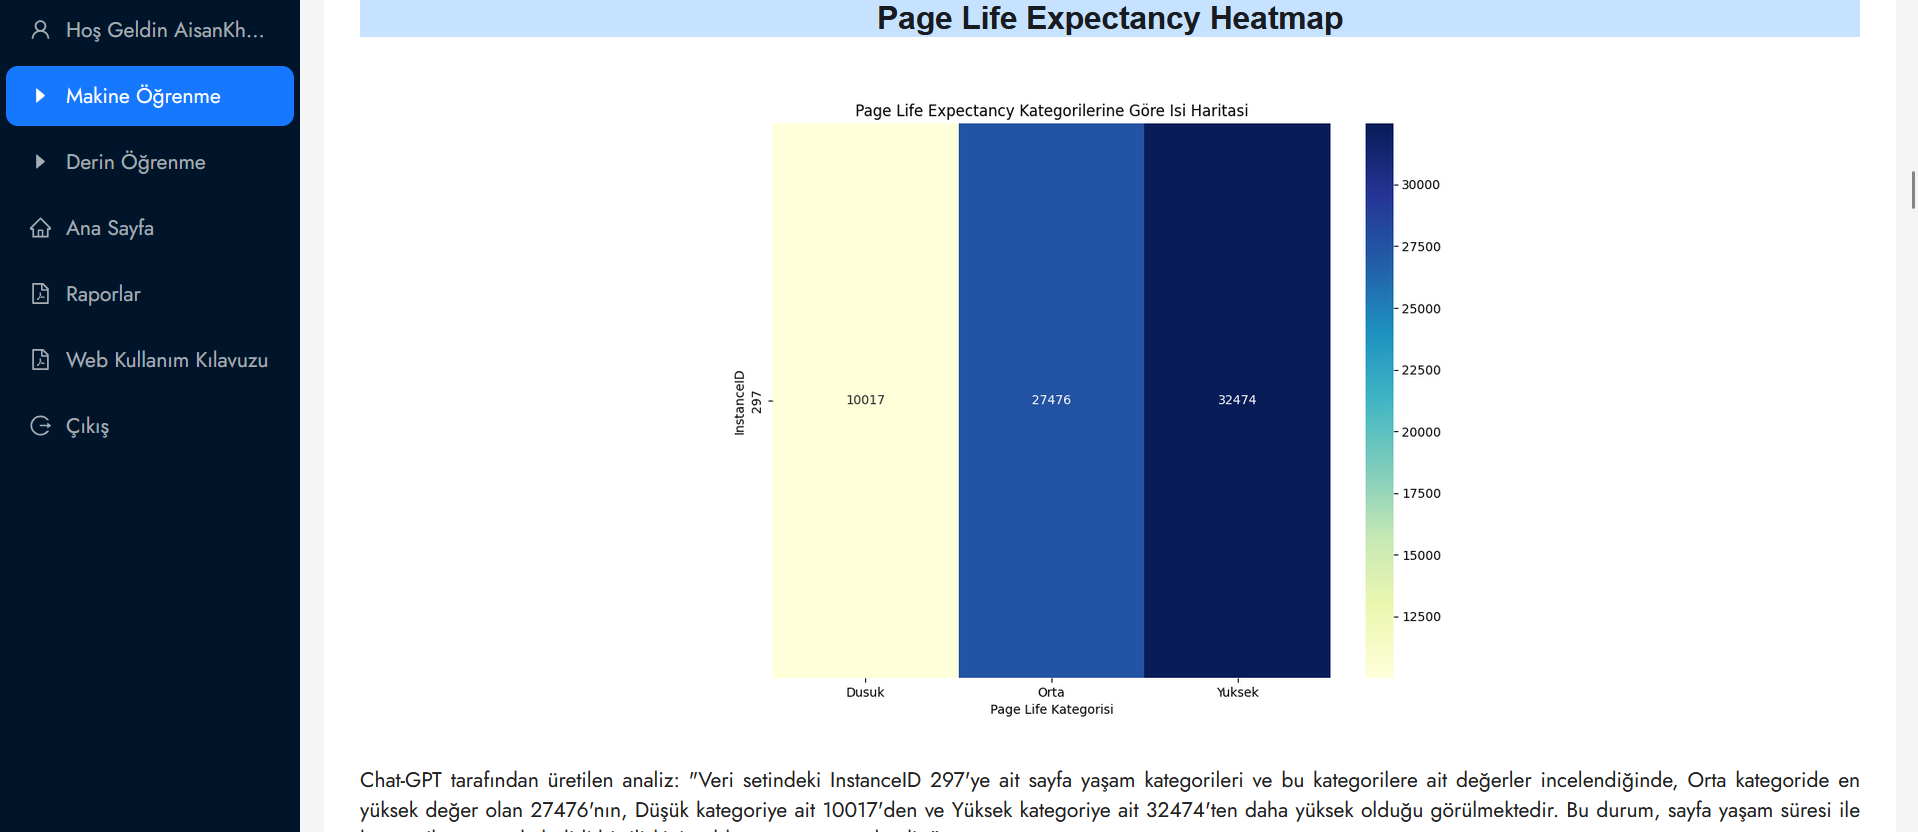 Hoş Geldin AisanKh...
Makine Öğrenme
Derin Öğrenme
Ana Sayfa
Raporlar
Web Kullanım Kılavuzu
Çıkış
Page Life Expectancy Heatmap
Page Life Expectancy Kategorilerine Göre Isi Haritasi
InstanceID
297
10017
27476
32474
30000
27500
25000
22500
20000
17500
15000
12500
Dusuk
Orta
Yuksek
Page Life Kategorisi
Chat-GPT tarafından üretilen analiz: "Veri setindeki InstanceID 297'ye ait sayfa yaşam kategorileri ve bu kategorilere ait değerler incelendiğinde, Orta kategoride en
yüksek değer olan 27476'nın, Düşük kategoriye ait 10017'den ve Yüksek kategoriye ait 32474'ten daha yüksek olduğu görülmektedir. Bu durum, sayfa yaşam süresi ile